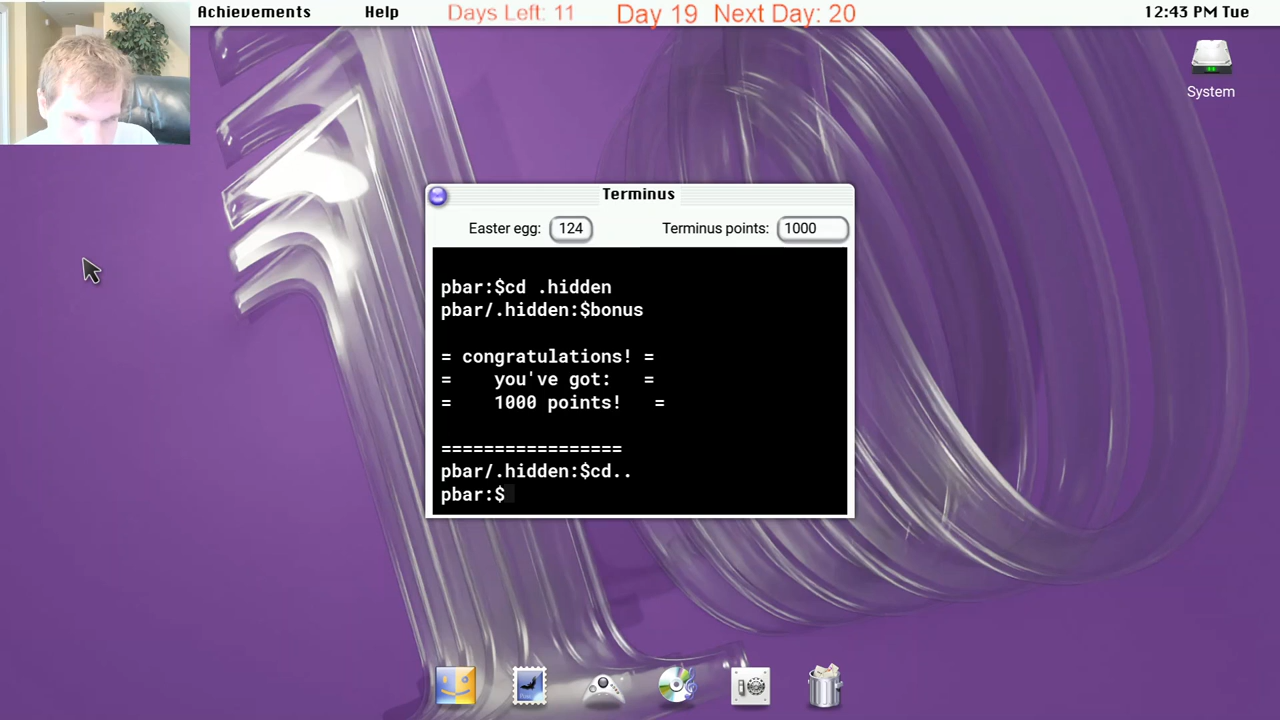 Achievements Help Days Left: 11 Day 19 Next Day: 20 12:43 PM Tue
System
Terminus
Easter egg: 124 Terminus points: 1000
pbar:$cd .hidden
pbar/.hidden:$bonus
= congratulations! =
= you've got: =
= 1000 points! =
=================
pbar/.hidden:$cd..
pbar:$